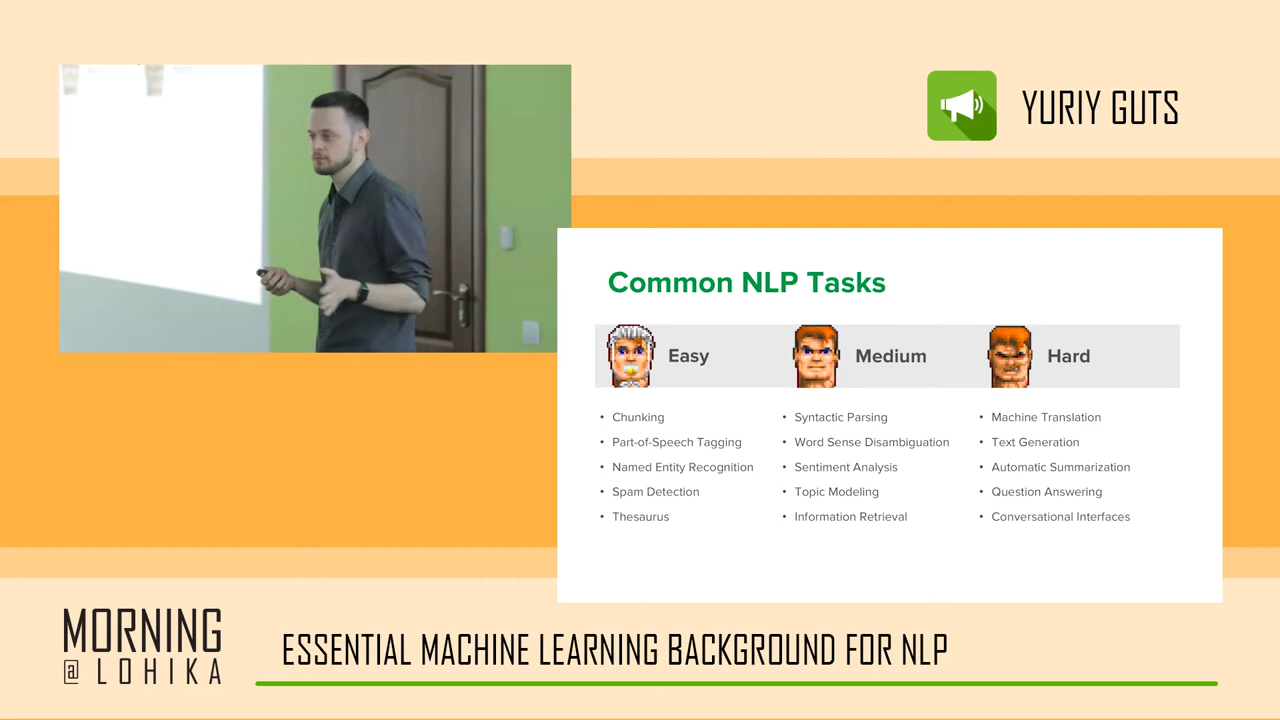 YURIY GUTS
Common NLP Tasks
Easy
Medium
Hard
• Chunking
• Part-of-Speech Tagging
• Named Entity Recognition
• Spam Detection
• Thesaurus
• Syntactic Parsing
• Word Sense Disambiguation
• Sentiment Analysis
• Topic Modeling
• Information Retrieval
• Machine Translation
• Text Generation
• Automatic Summarization
• Question Answering
• Conversational Interfaces
MORNING
@ LOHIKA
ESSENTIAL MACHINE LEARNING BACKGROUND FOR NLP